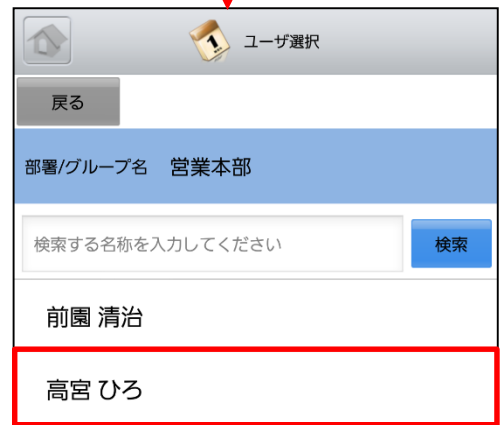 1
ユーザ選択
戻る
部署/グループ名 営業本部
検索する名称を入力してください 検索
前園 清治
高宮 ひろ